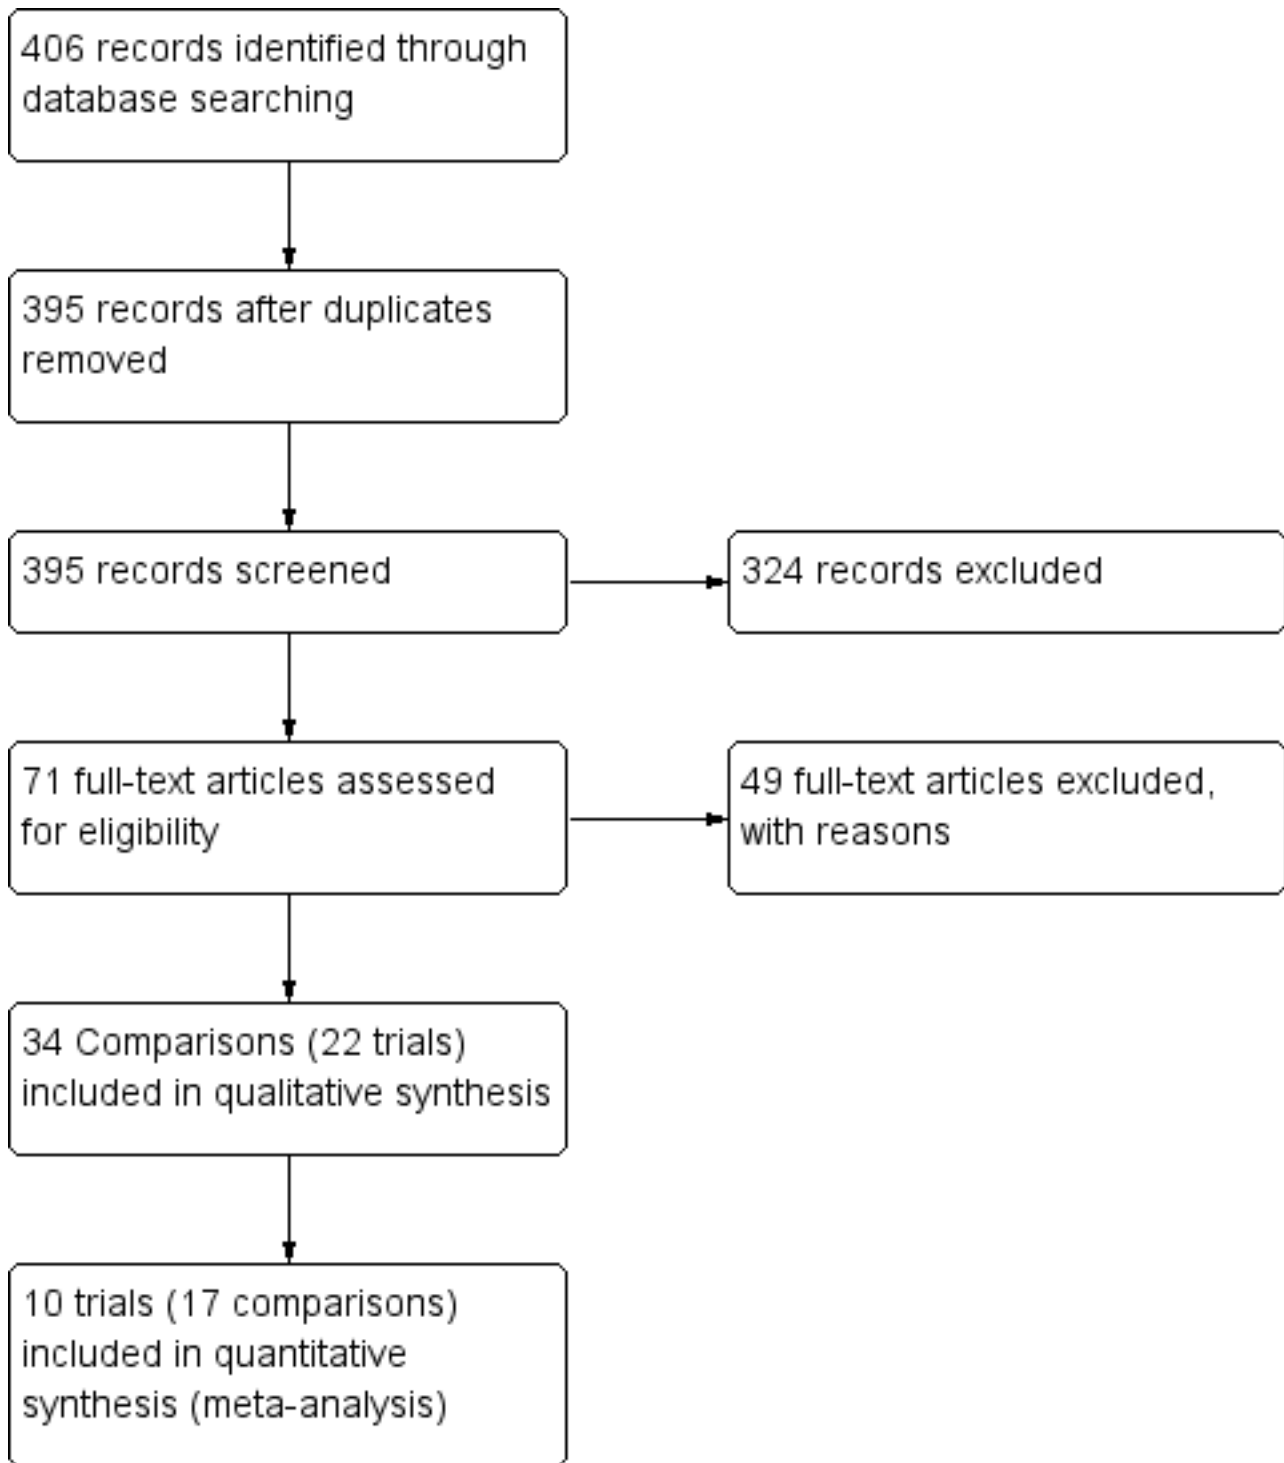 406 records identified through
database searching
395 records after duplicates
removed
395 records screened
324 records excluded
71 full-text articles assessed
for eligibility
49 full-text articles excluded,
with reasons
34 Comparisons (22 trials)
included in qualitative synthesis
10 trials (17 comparisons)
included in quantitative
synthesis (meta-analysis)